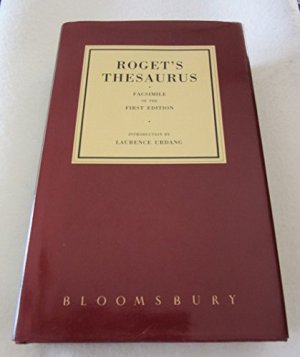 ROGET'S
THESAURUS
FACSIMILE
OF THE
FIRST EDITION
INTRODUCTION BY
LAURENCE URDANG
BLOOMSBURY